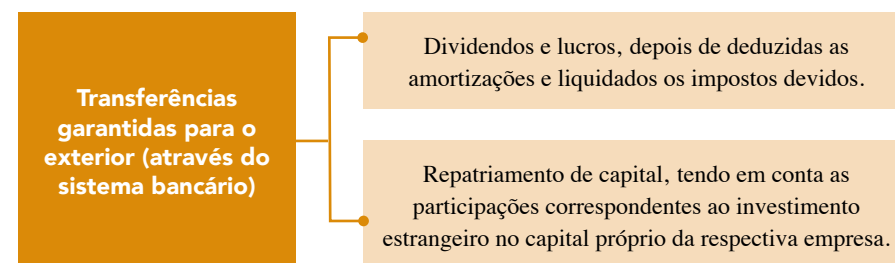 Transferências
garantidas para o
exterior (através do
sistema bancário)
Dividendos e lucros, depois de deduzidas as
amortizações e liquidados os impostos devidos.
Repatriamento de capital, tendo em conta as
participações correspondentes ao investimento
estrangeiro no capital próprio da respectiva empresa.